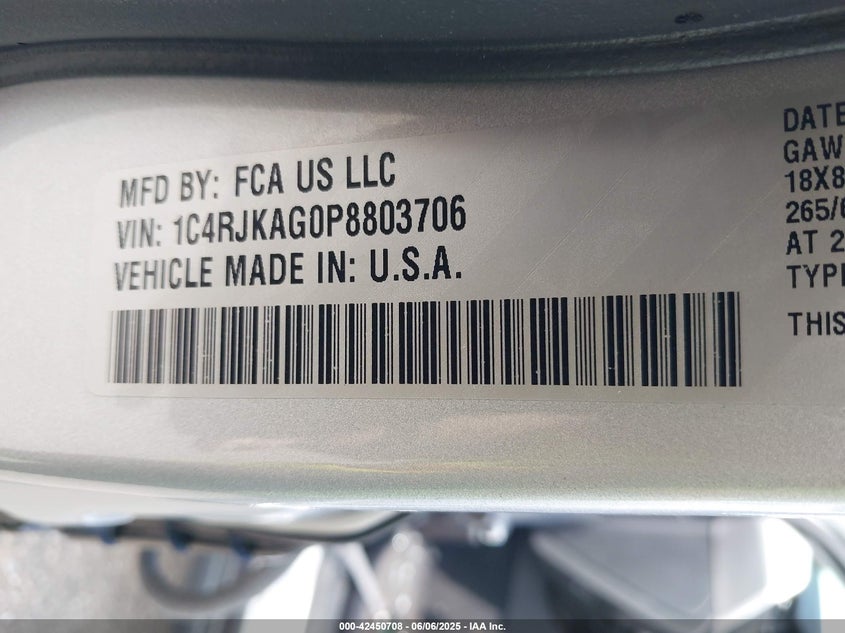 MFD BY: FCA US LLC
VIN: 1C4RJKAG0P8803706
VEHICLE MADE IN: U.S.A.
DATE
GAW
18X8
265/6
AT 2
TYP
THIS
000-42450708 - 06/06/2025 - IAA Inc.